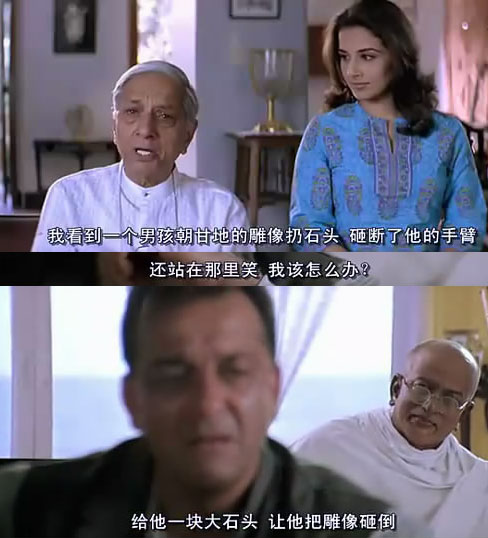 我看到一个男孩朝甘地的雕像扔石头 砸断了他的手臂
还站在那里笑 我该怎么办?
给他一块大石头 让他把雕像砸倒